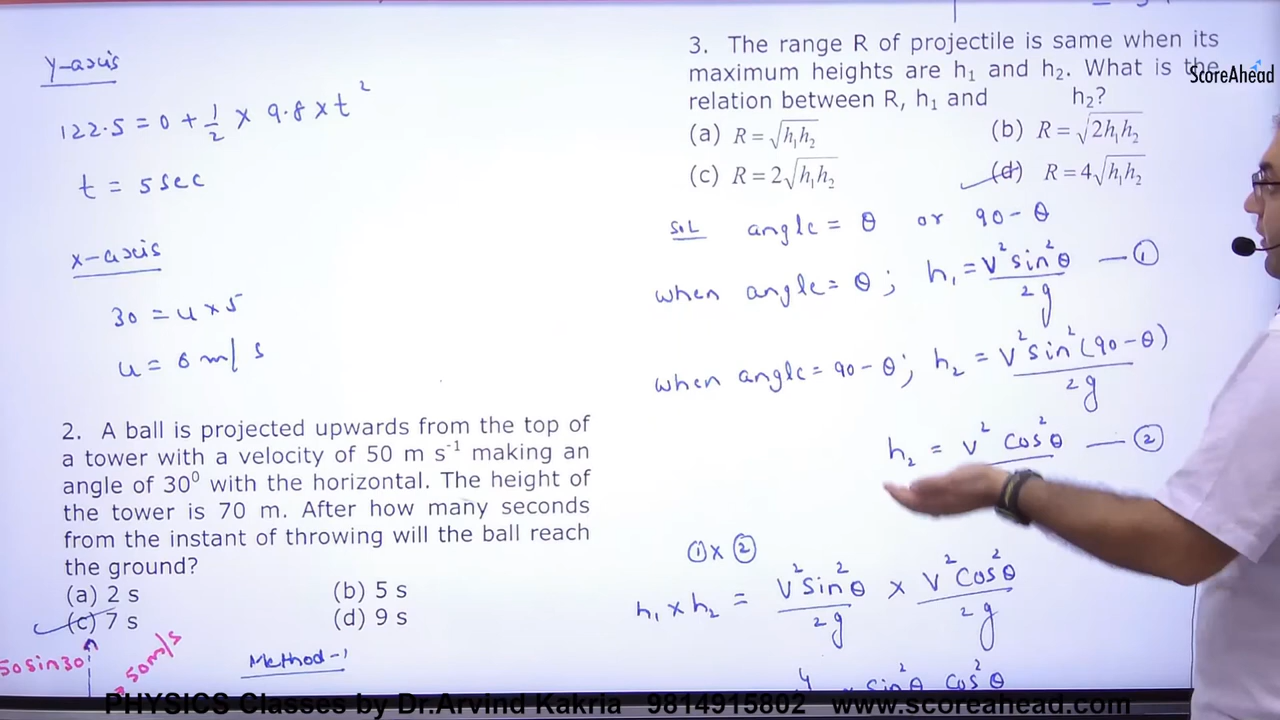 y-axis
122.5 = 0 + 1/2 × 9.8 × t²
t = 5 sec
x-axis
30 = u × 5
u = 6 m/s
2. A ball is projected upwards from the top of
a tower with a velocity of 50 m s⁻¹ making an
angle of 30⁰ with the horizontal. The height of
the tower is 70 m. After how many seconds
from the instant of throwing will the ball reach
the ground?
(a) 2 s (b) 5 s
(c) 7 s (d) 9 s
50 sin 30
50 m/s
Method-1
3. The range R of projectile is same when its
maximum heights are h₁ and h₂. What is the
relation between R, h₁ and h₂?
(a) R = √h₁h₂ (b) R = √2h₁h₂
(c) R = 2√h₁h₂ (d) R = 4√h₁h₂
Sol angle = θ or 90 - θ
when angle = θ ; h₁ = v² sin²θ / 2g — ①
when angle = 90 - θ ; h₂ = v² sin²(90 - θ) / 2g
h₂ = v² cos²θ — ②
① × ②
h₁ × h₂ = v² sin²θ / 2g × v² cos²θ / 2g
sin²θ cos²θ
ScoreAhead
PHYSICS Classes by Dr.Arvind Kakria 9814915802 www.scoreahead.com